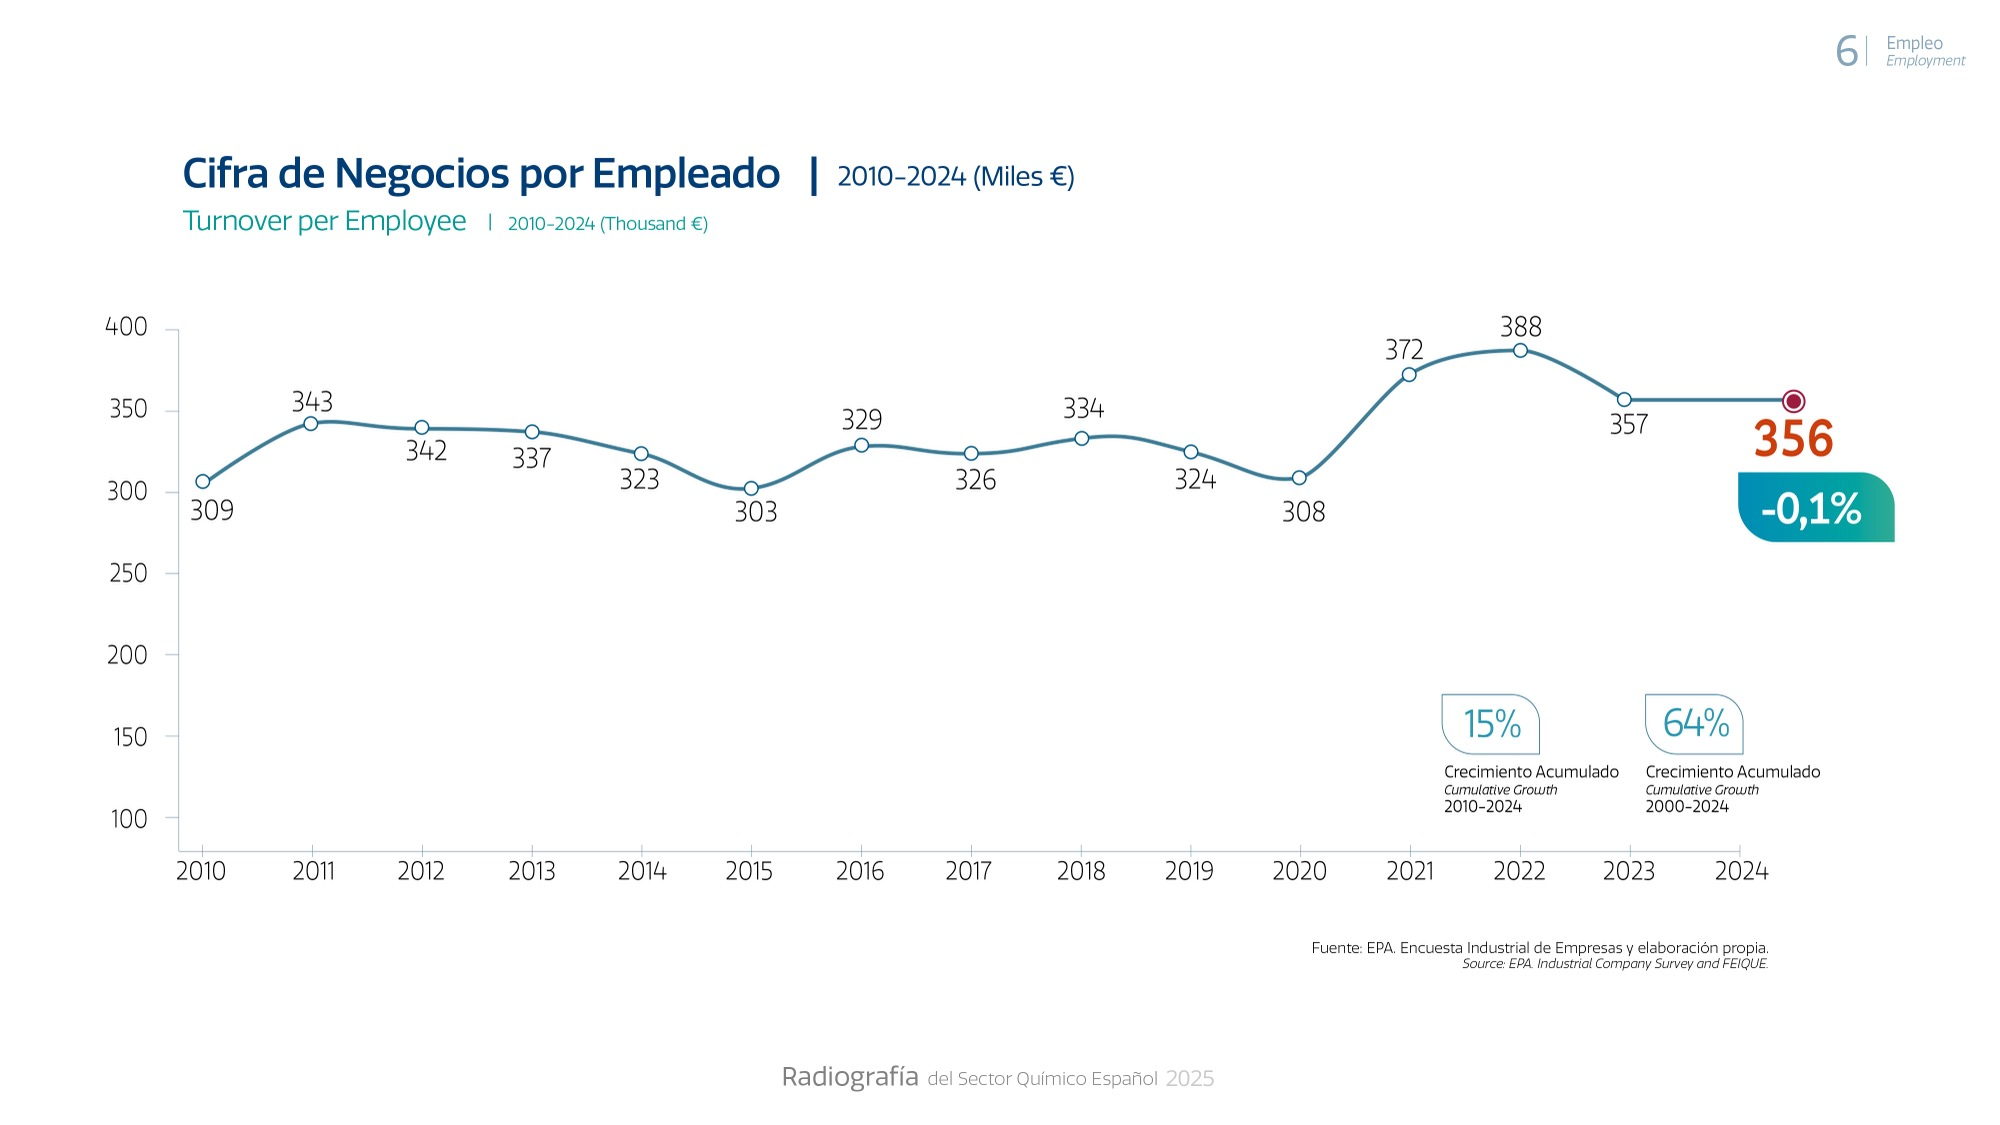 6 | Empleo
Employment
Cifra de Negocios por Empleado | 2010-2024 (Miles €)
Turnover per Employee | 2010-2024 (Thousand €)
400
350
300
250
200
150
100
309
343
342
337
323
303
329
326
334
324
308
372
388
357
356
-0,1%
15%
Crecimiento Acumulado
Cumulative Growth
2010-2024
64%
Crecimiento Acumulado
Cumulative Growth
2000-2024
2010 2011 2012 2013 2014 2015 2016 2017 2018 2019 2020 2021 2022 2023 2024
Fuente: EPA. Encuesta Industrial de Empresas y elaboración propia.
Source: EPA. Industrial Company Survey and FEIQUE.
Radiografía del Sector Químico Español 2025